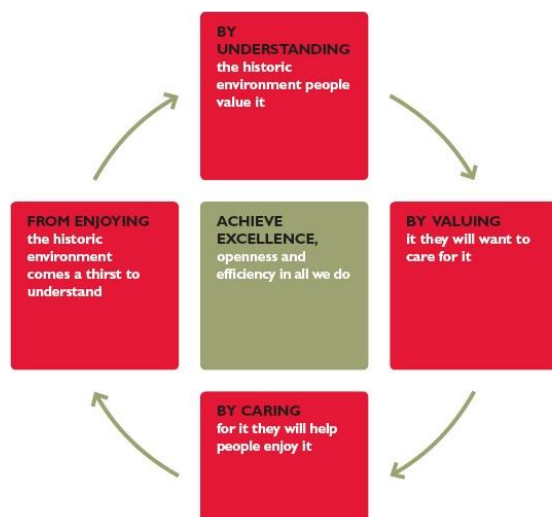 BY
UNDERSTANDING
the historic
environment people
value it
FROM ENJOYING
the historic
environment
comes a thirst to
understand
ACHIEVE
EXCELLENCE,
openness and
efficiency in all we do
BY VALUING
it they will want to
care for it
BY CARING
for it they will help
people enjoy it